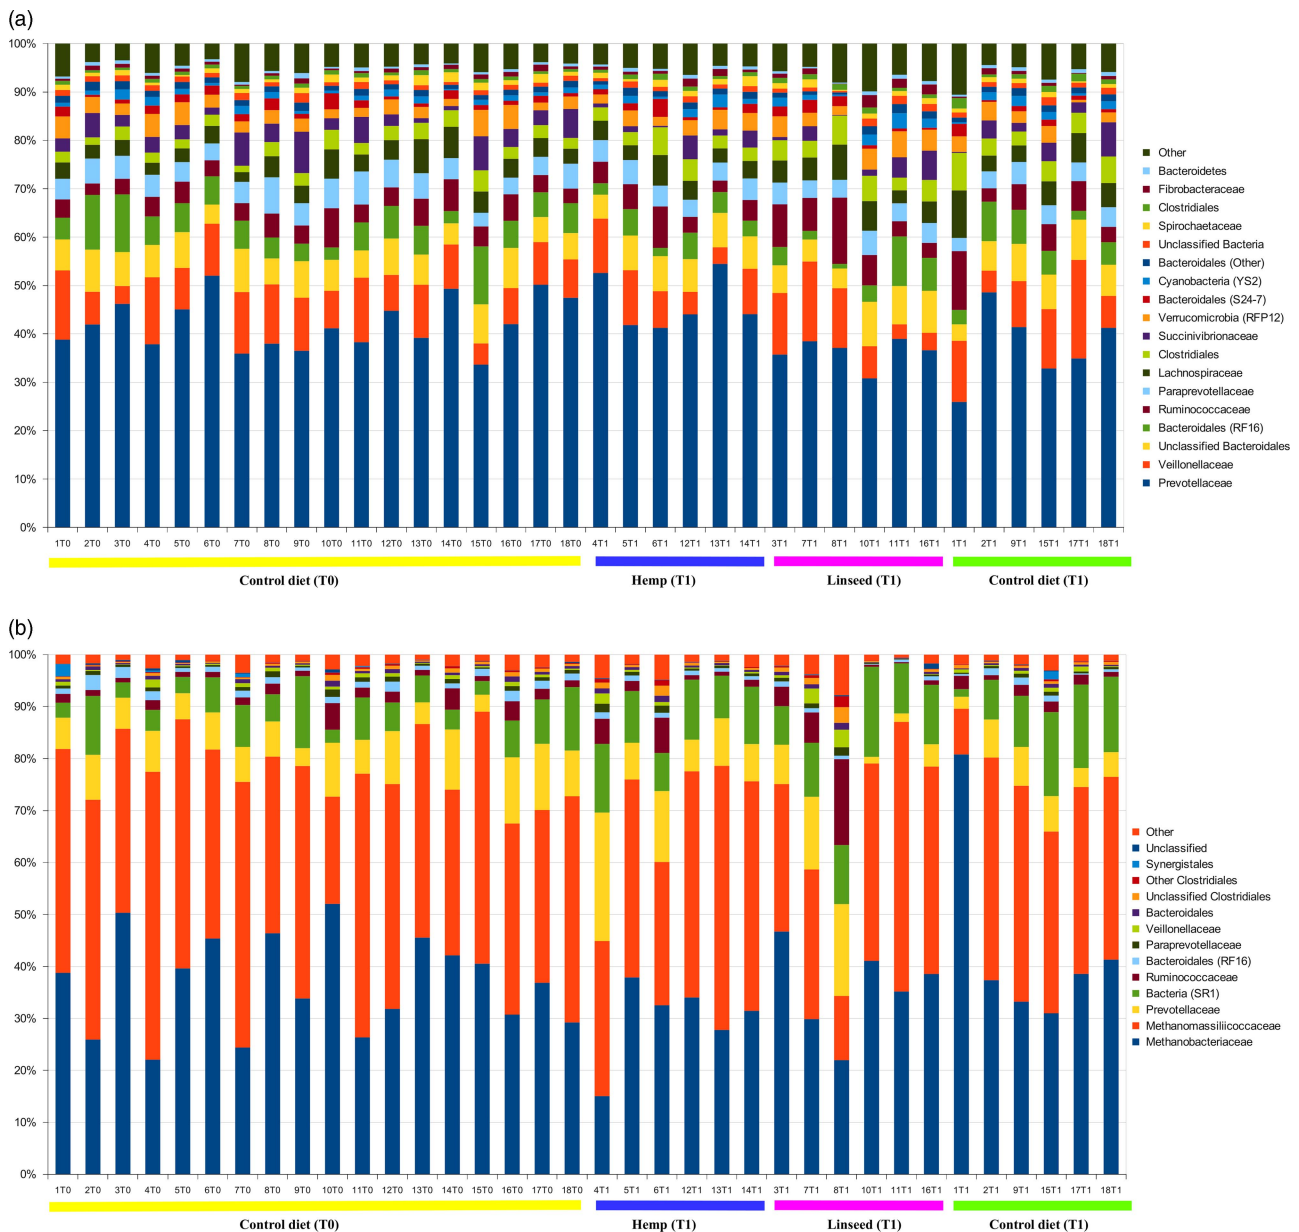 (a)
100%
90%
80%
70%
60%
50%
40%
30%
20%
10%
0%
1T0 2T0 3T0 4T0 5T0 6T0 7T0 8T0 9T0 10T0 11T0 12T0 13T0 14T0 15T0 16T0 17T0 18T0 4T1 5T1 6T1 12T1 13T1 14T1 3T1 7T1 8T1 10T1 11T1 16T1 1T1 2T1 9T1 15T1 17T1 18T1
Control diet (T0) Hemp (T1) Linseed (T1) Control diet (T1)
Other
Bacteroidetes
Fibrobacteraceae
Clostridiales
Spirochaetaceae
Unclassified Bacteria
Bacteroidales (Other)
Cyanobacteria (YS2)
Bacteroidales (S24-7)
Verrucomicrobia (RFP12)
Succinivibrionaceae
Clostridiales
Lachnospiraceae
Paraprevotellaceae
Ruminococcaceae
Bacteroidales (RF16)
Unclassified Bacteroidales
Veillonellaceae
Prevotellaceae
(b)
100%
90%
80%
70%
60%
50%
40%
30%
20%
10%
0%
1T0 2T0 3T0 4T0 5T0 6T0 7T0 8T0 9T0 10T0 11T0 12T0 13T0 14T0 15T0 16T0 17T0 18T0 4T1 5T1 6T1 12T1 13T1 14T1 3T1 7T1 8T1 10T1 11T1 16T1 1T1 2T1 9T1 15T1 17T1 18T1
Control diet (T0) Hemp (T1) Linseed (T1) Control diet (T1)
Other
Unclassified
Synergistales
Other Clostridiales
Unclassified Clostridiales
Bacteroidales
Veillonellaceae
Paraprevotellaceae
Bacteroidales (RF16)
Ruminococcaceae
Bacteria (SR1)
Prevotellaceae
Methanomassiliicoccaceae
Methanobacteriaceae